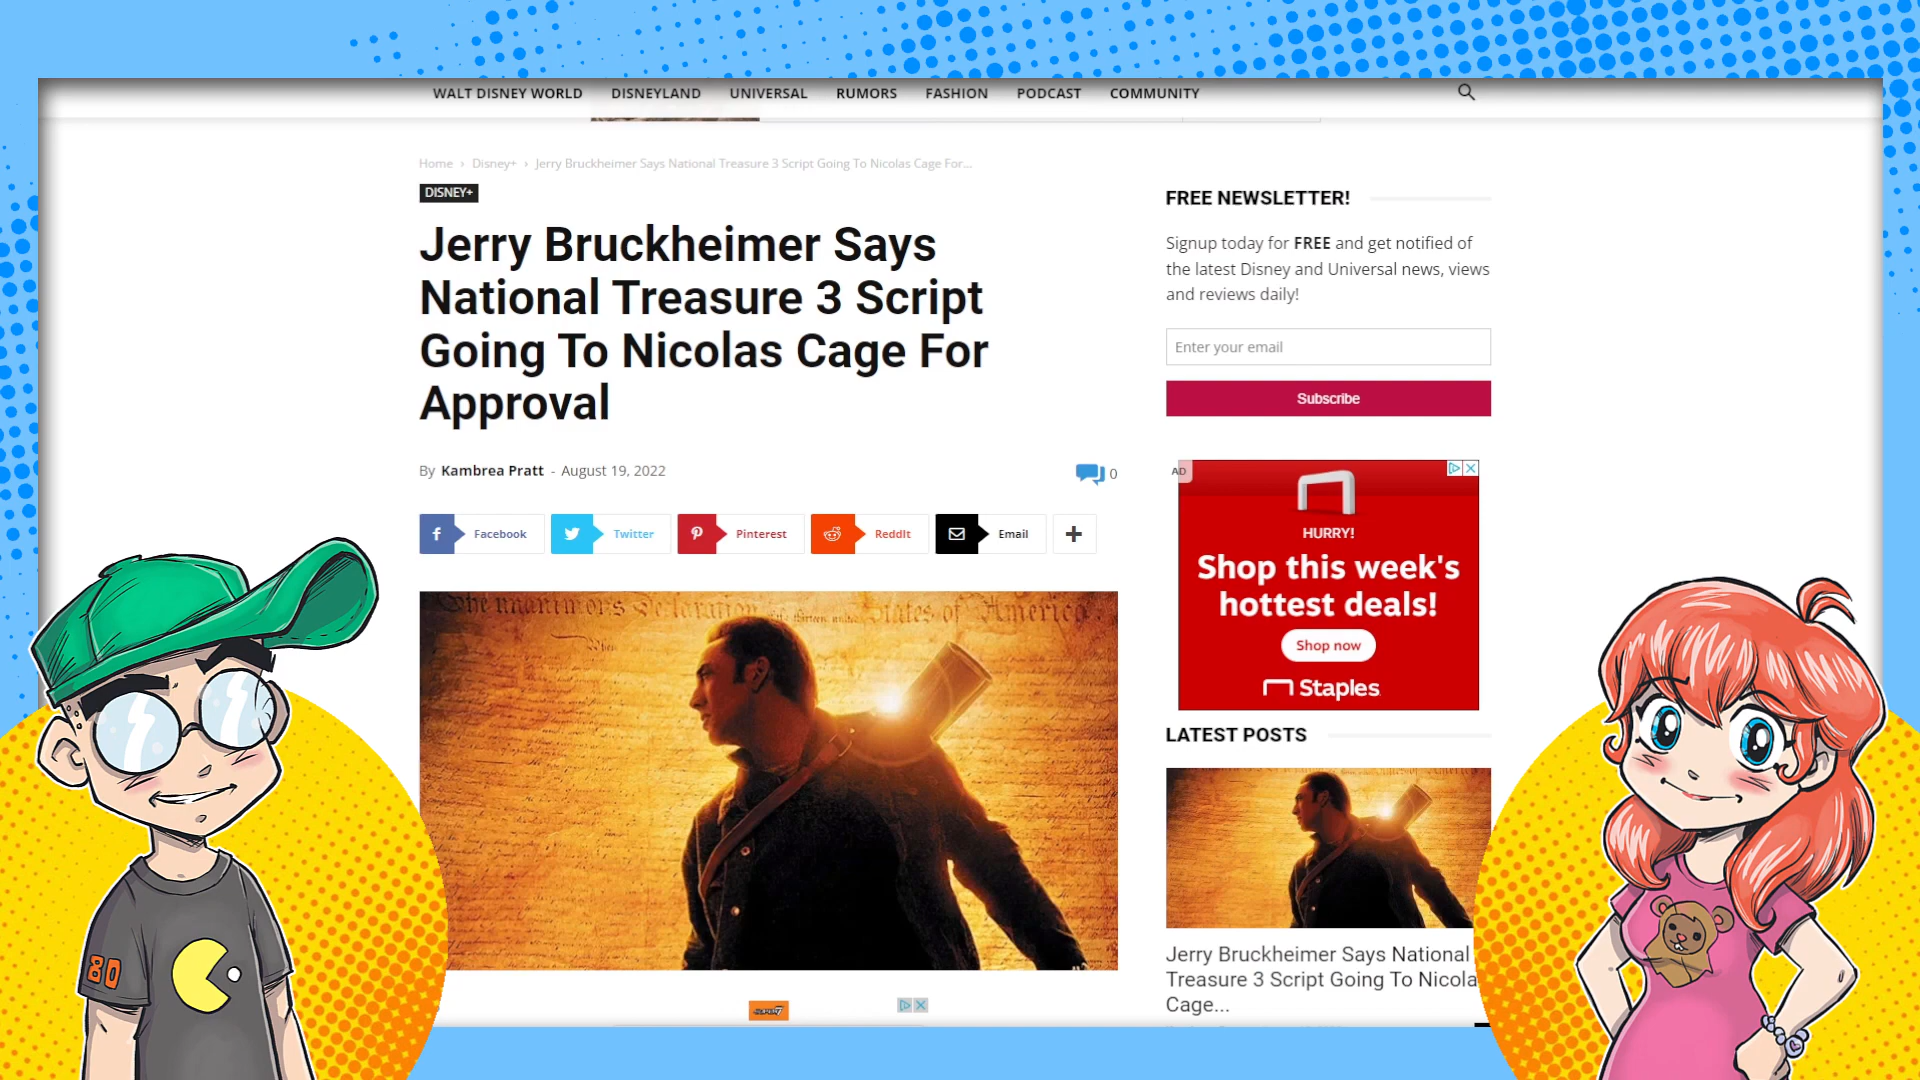 WALT DISNEY WORLD DISNEYLAND UNIVERSAL RUMORS FASHION PODCAST COMMUNITY
Home › Disney+ › Jerry Bruckheimer Says National Treasure 3 Script Going To Nicolas Cage For...
DISNEY+
Jerry Bruckheimer Says
National Treasure 3 Script
Going To Nicolas Cage For
Approval
By Kambrea Pratt - August 19, 2022
0
Facebook Twitter Pinterest ReddIt Email +
States of America
FREE NEWSLETTER!
Signup today for FREE and get notified of
the latest Disney and Universal news, views
and reviews daily!
Enter your email
Subscribe
AD
HURRY!
Shop this week's
hottest deals!
Shop now
Staples
LATEST POSTS
Jerry Bruckheimer Says National
Treasure 3 Script Going To Nicola
Cage...
80